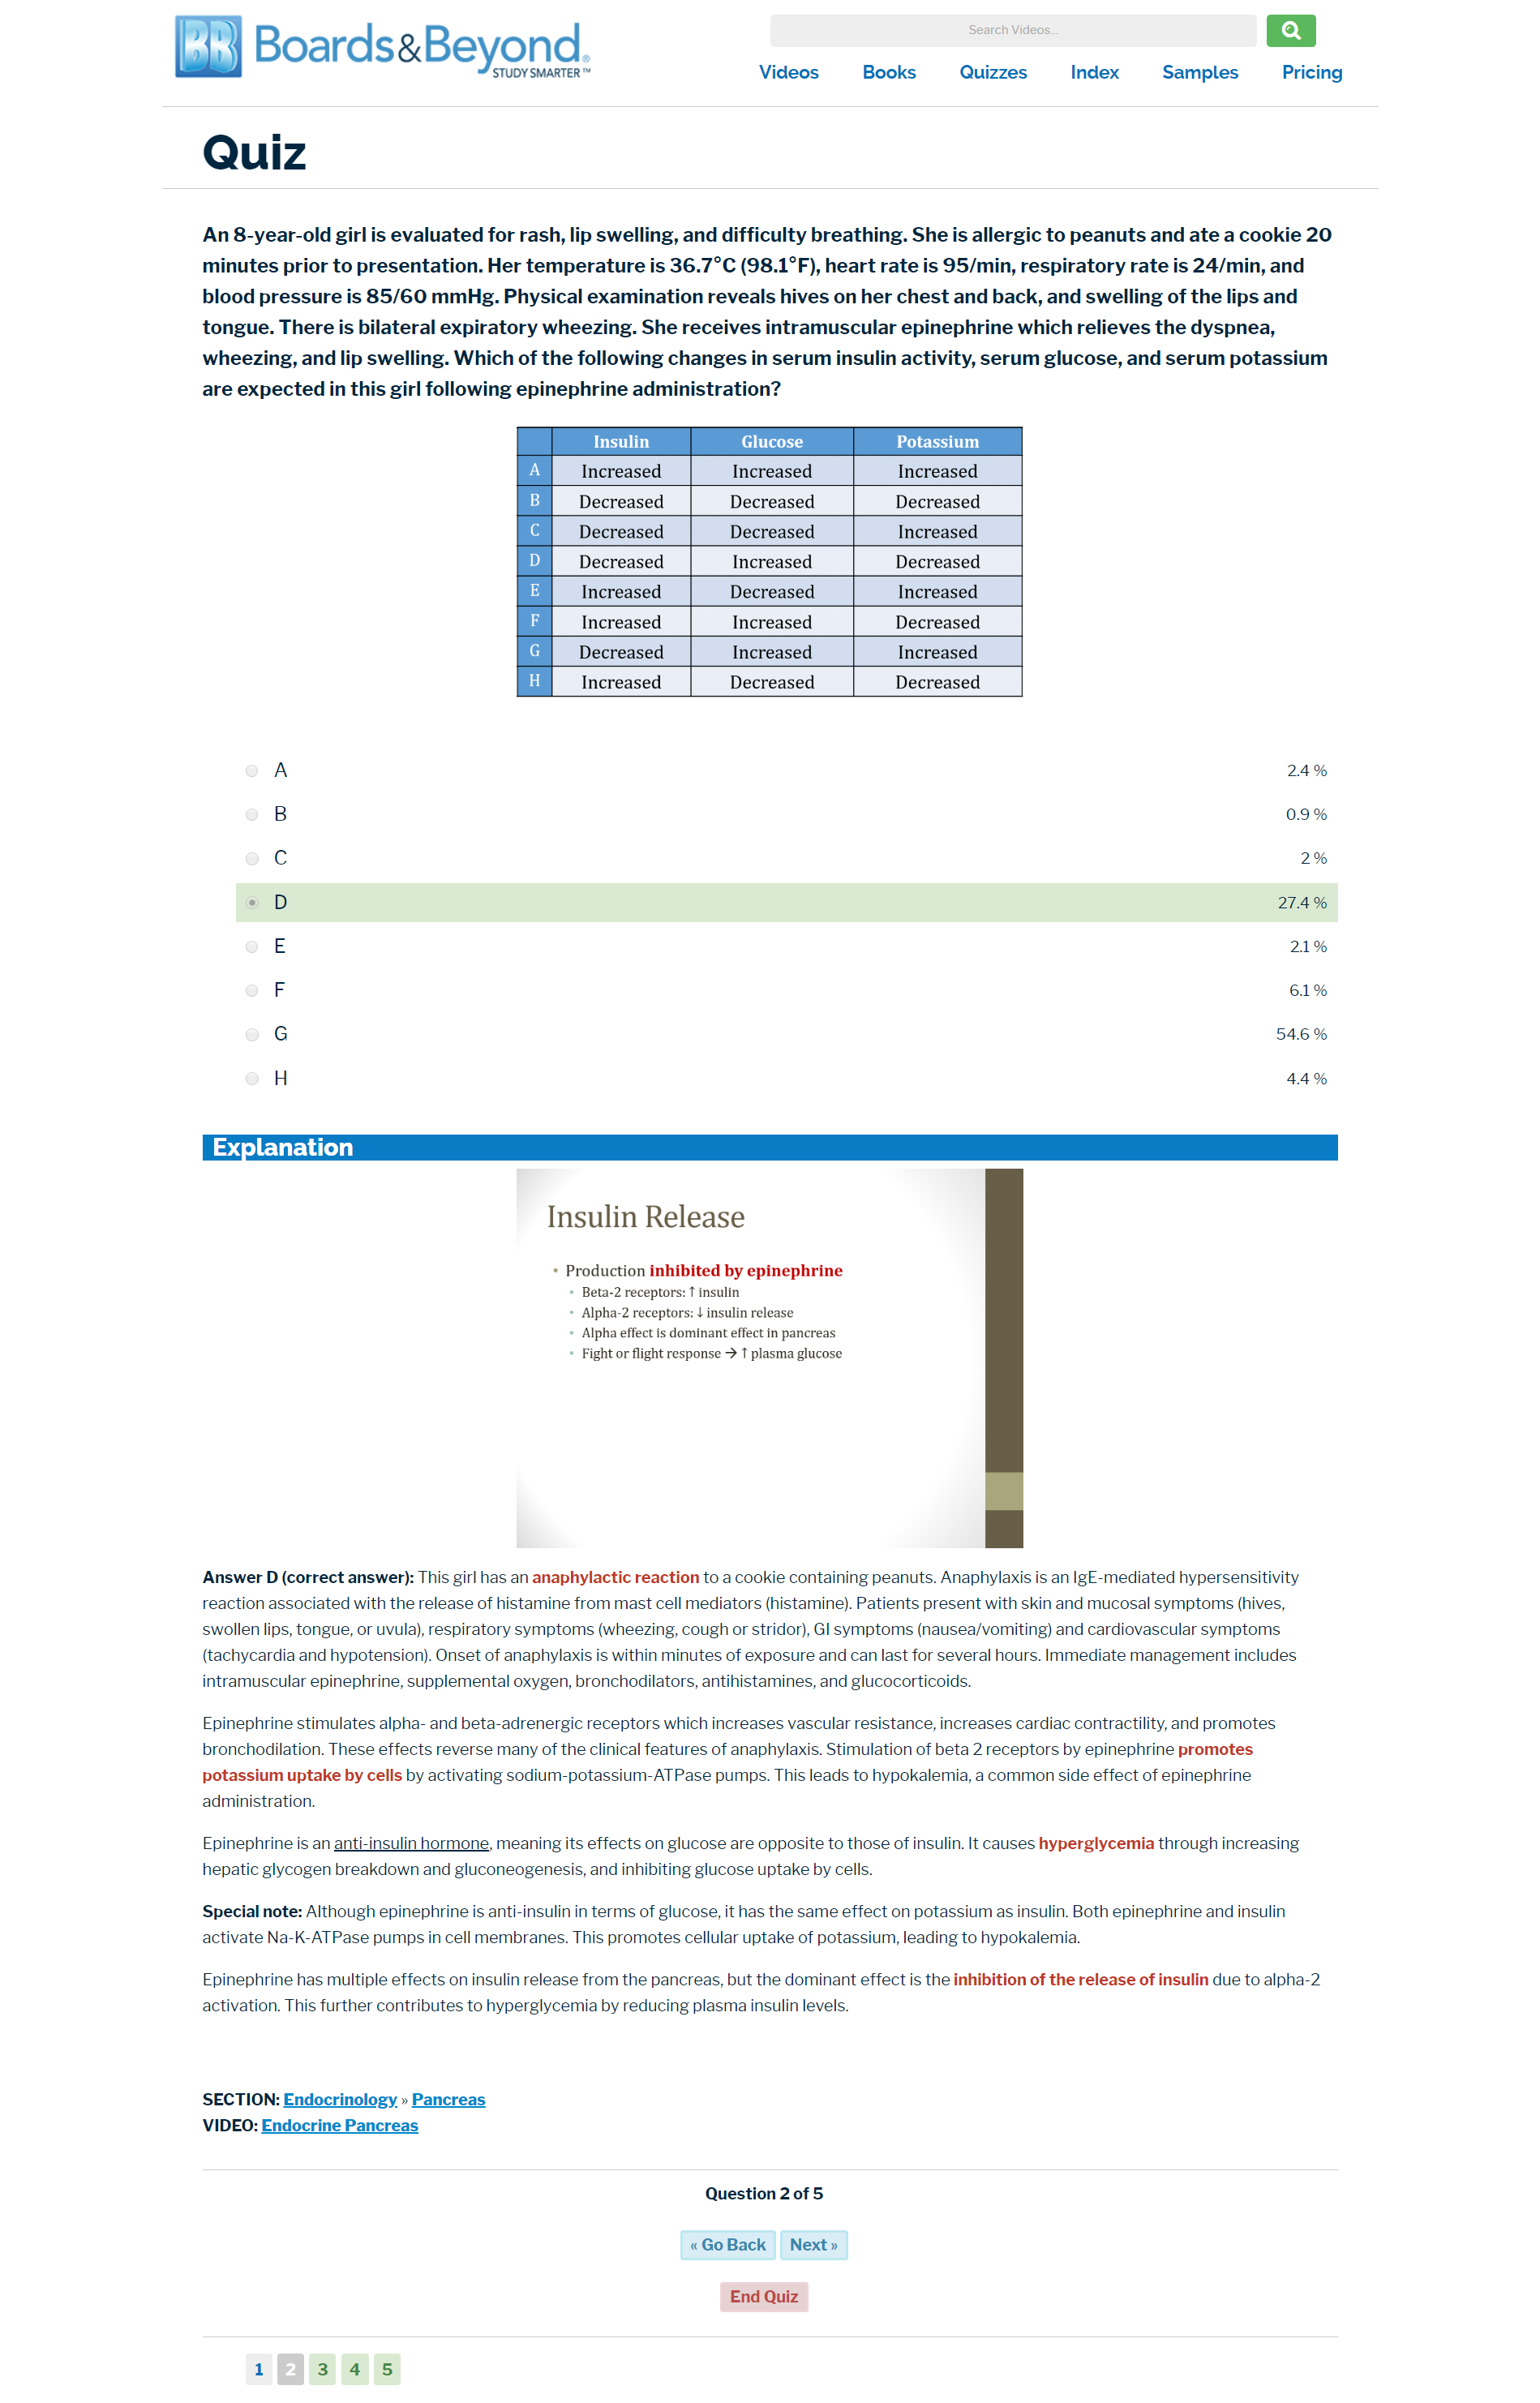 BB Boards&Beyond®
STUDY SMARTER™
Search Videos...
Videos Books Quizzes Index Samples Pricing
Quiz
An 8-year-old girl is evaluated for rash, lip swelling, and difficulty breathing. She is allergic to peanuts and ate a cookie 20
minutes prior to presentation. Her temperature is 36.7°C (98.1°F), heart rate is 95/min, respiratory rate is 24/min, and
blood pressure is 85/60 mmHg. Physical examination reveals hives on her chest and back, and swelling of the lips and
tongue. There is bilateral expiratory wheezing. She receives intramuscular epinephrine which relieves the dyspnea,
wheezing, and lip swelling. Which of the following changes in serum insulin activity, serum glucose, and serum potassium
are expected in this girl following epinephrine administration?
Insulin Glucose Potassium
A Increased Increased Increased
B Decreased Decreased Decreased
C Decreased Decreased Increased
D Decreased Increased Decreased
E Increased Decreased Increased
F Increased Increased Decreased
G Decreased Increased Increased
H Increased Decreased Decreased
A 2.4 %
B 0.9 %
C 2 %
D 27.4 %
E 2.1 %
F 6.1 %
G 54.6 %
H 4.4 %
Explanation
Insulin Release
• Production inhibited by epinephrine
• Beta-2 receptors: ↑ insulin
• Alpha-2 receptors: ↓ insulin release
• Alpha effect is dominant effect in pancreas
• Fight or flight response → ↑ plasma glucose
Answer D (correct answer): This girl has an anaphylactic reaction to a cookie containing peanuts. Anaphylaxis is an IgE-mediated hypersensitivity
reaction associated with the release of histamine from mast cell mediators (histamine). Patients present with skin and mucosal symptoms (hives,
swollen lips, tongue, or uvula), respiratory symptoms (wheezing, cough or stridor), GI symptoms (nausea/vomiting) and cardiovascular symptoms
(tachycardia and hypotension). Onset of anaphylaxis is within minutes of exposure and can last for several hours. Immediate management includes
intramuscular epinephrine, supplemental oxygen, bronchodilators, antihistamines, and glucocorticoids.
Epinephrine stimulates alpha- and beta-adrenergic receptors which increases vascular resistance, increases cardiac contractility, and promotes
bronchodilation. These effects reverse many of the clinical features of anaphylaxis. Stimulation of beta 2 receptors by epinephrine promotes
potassium uptake by cells by activating sodium-potassium-ATPase pumps. This leads to hypokalemia, a common side effect of epinephrine
administration.
Epinephrine is an anti-insulin hormone, meaning its effects on glucose are opposite to those of insulin. It causes hyperglycemia through increasing
hepatic glycogen breakdown and gluconeogenesis, and inhibiting glucose uptake by cells.
Special note: Although epinephrine is anti-insulin in terms of glucose, it has the same effect on potassium as insulin. Both epinephrine and insulin
activate Na-K-ATPase pumps in cell membranes. This promotes cellular uptake of potassium, leading to hypokalemia.
Epinephrine has multiple effects on insulin release from the pancreas, but the dominant effect is the inhibition of the release of insulin due to alpha-2
activation. This further contributes to hyperglycemia by reducing plasma insulin levels.
SECTION: Endocrinology » Pancreas
VIDEO: Endocrine Pancreas
Question 2 of 5
« Go Back Next »
End Quiz
1 2 3 4 5